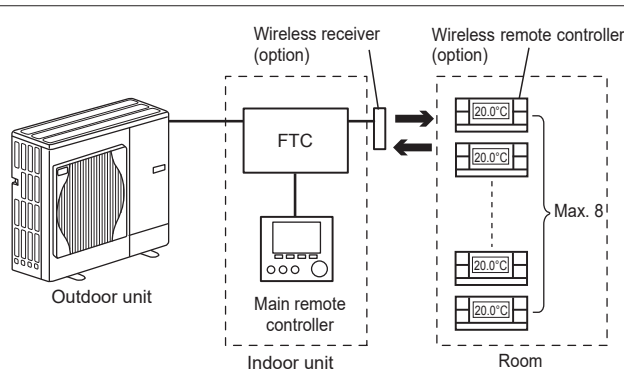 Wireless receiver
(option)
Wireless remote controller
(option)
FTC
20.0°C
20.0°C
Max. 8
20.0°C
20.0°C
Outdoor unit
Main remote
controller
Indoor unit
Room